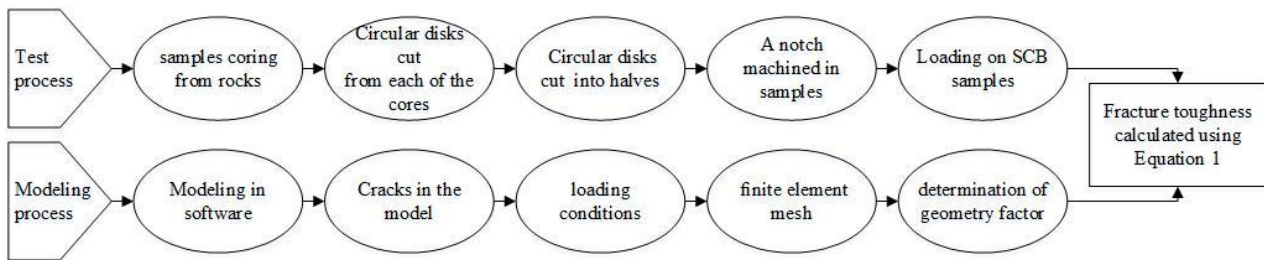 Test
process
samples coring
from rocks
Circular disks
cut
from each of the
cores
Circular disks
cut into halves
A notch
machined in
samples
Loading on SCB
samples
Fracture toughness
calculated using
Equation 1
Modeling
process
Modeling in
software
Cracks in the
model
loading
conditions
finite element
mesh
determination of
geometry factor